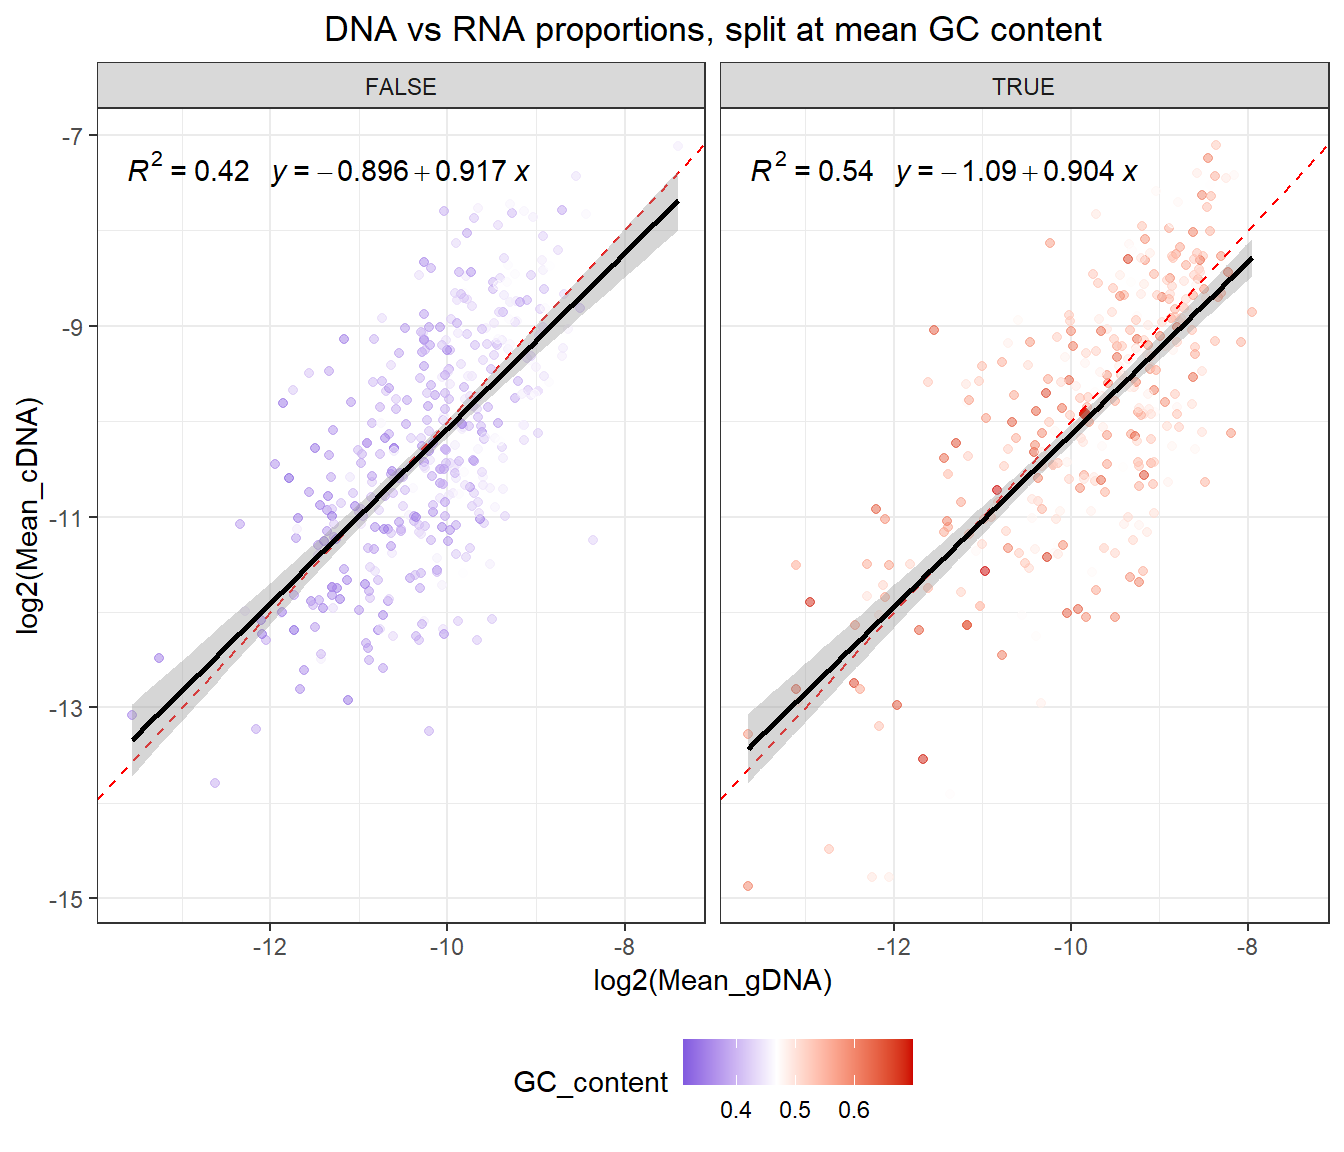 DNA vs RNA proportions, split at mean GC content
FALSE
TRUE
R² = 0.42 y = −0.896 + 0.917 x
R² = 0.54 y = −1.09 + 0.904 x
-7
-9
-11
-13
-15
log2(Mean_cDNA)
-12 -10 -8
-12 -10 -8
log2(Mean_gDNA)
GC_content
0.4 0.5 0.6